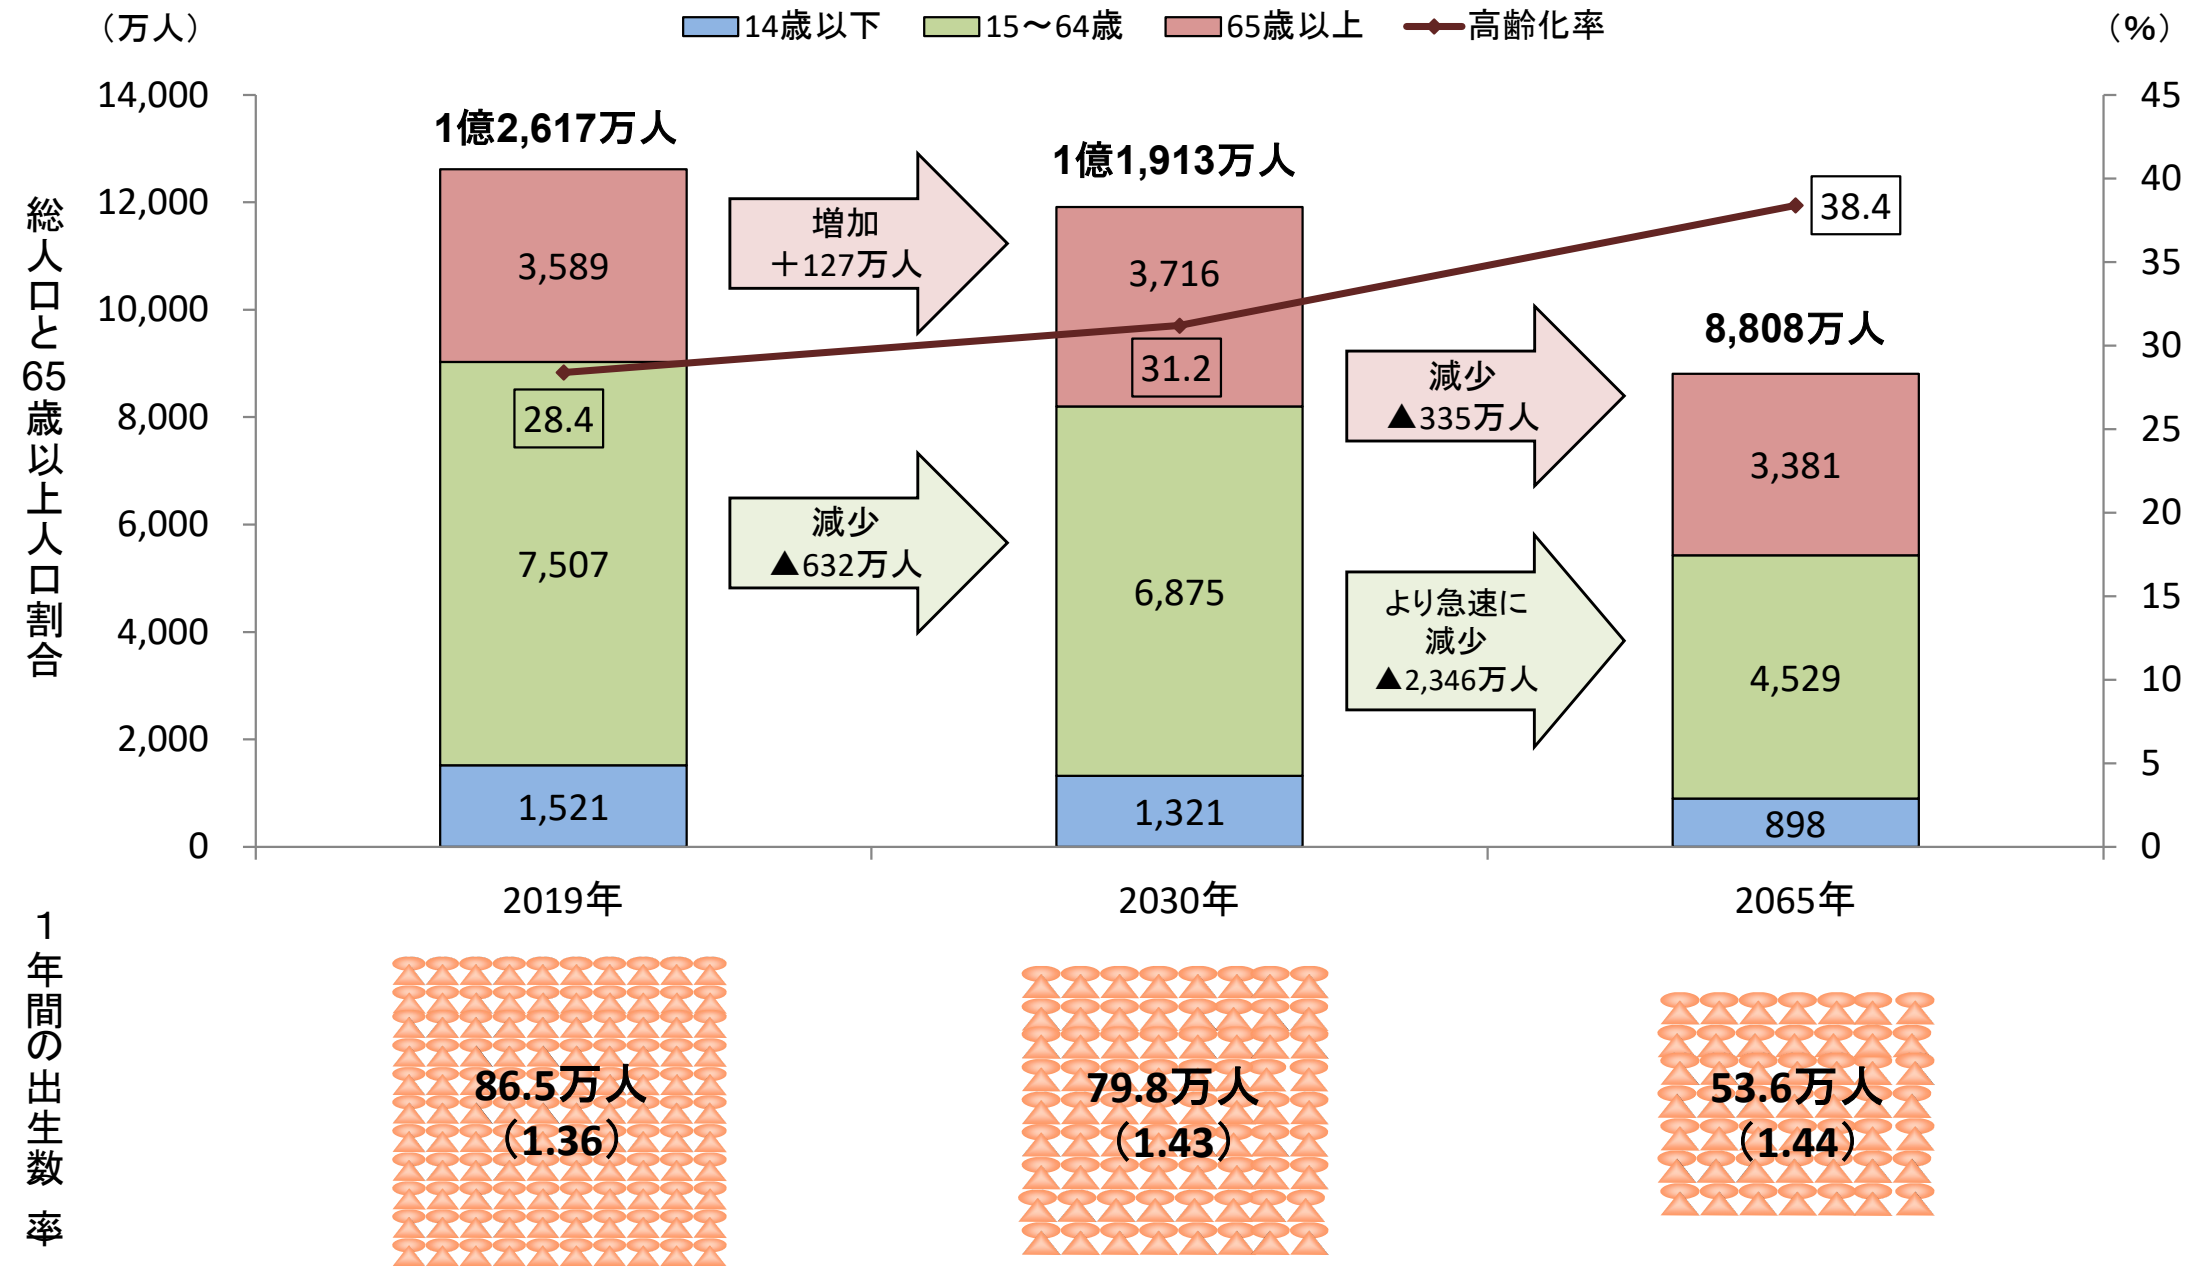 （万人）
14歳以下 15～64歳 65歳以上 高齢化率
（%）
総人口と65歳以上人口割合
14,000
12,000
10,000
8,000
6,000
4,000
2,000
0
45
40
35
30
25
20
15
10
5
0
1億2,617万人
3,589
28.4
7,507
1,521
増加
＋127万人
減少
▲632万人
1億1,913万人
3,716
31.2
6,875
1,321
減少
▲335万人
より急速に
減少
▲2,346万人
38.4
8,808万人
3,381
4,529
898
2019年 2030年 2065年
1年間の出生数 率
86.5万人
（1.36）
79.8万人
（1.43）
53.6万人
（1.44）